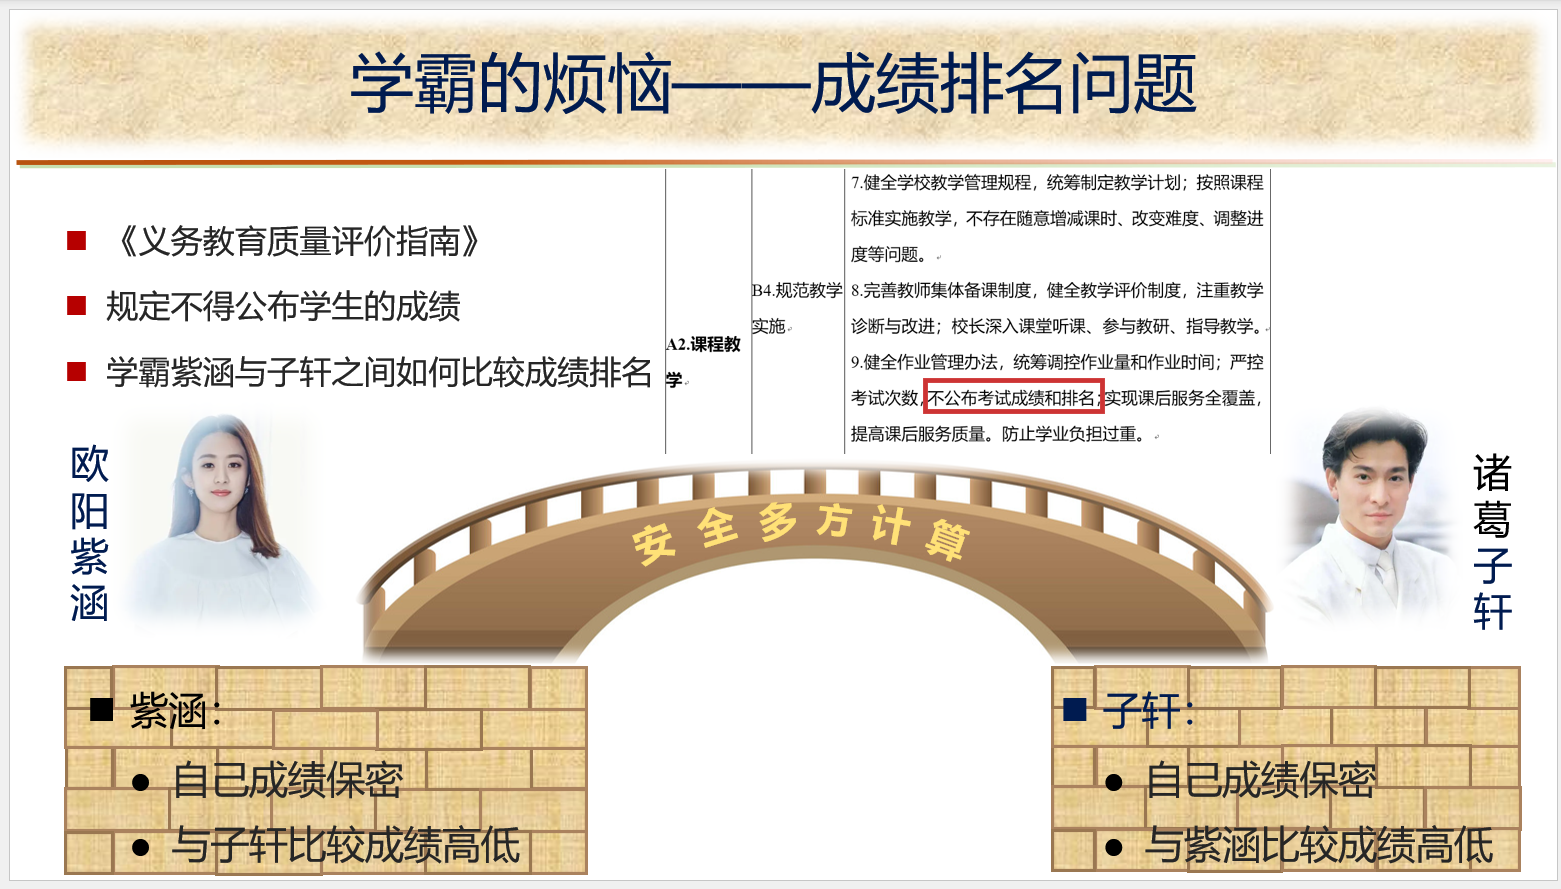 学霸的烦恼——成绩排名问题
《义务教育质量评价指南》
规定不得公布学生的成绩
学霸紫涵与子轩之间如何比较成绩排名
A2.课程教
学
B4.规范教学
实施
7.健全学校教学管理规程，统筹制定教学计划；按照课程
标准实施教学，不存在随意增减课时、改变难度、调整进
度等问题。
8.完善教师集体备课制度，健全教学评价制度，注重教学
诊断与改进；校长深入课堂听课、参与教研、指导教学。
9.健全作业管理办法，统筹调控作业量和作业时间；严控
考试次数，不公布考试成绩和排名；实现课后服务全覆盖，
提高课后服务质量。防止学业负担过重。
欧阳紫涵
安全多方计算
诸葛子轩
紫涵：
自己成绩保密
与子轩比较成绩高低
子轩：
自己成绩保密
与紫涵比较成绩高低